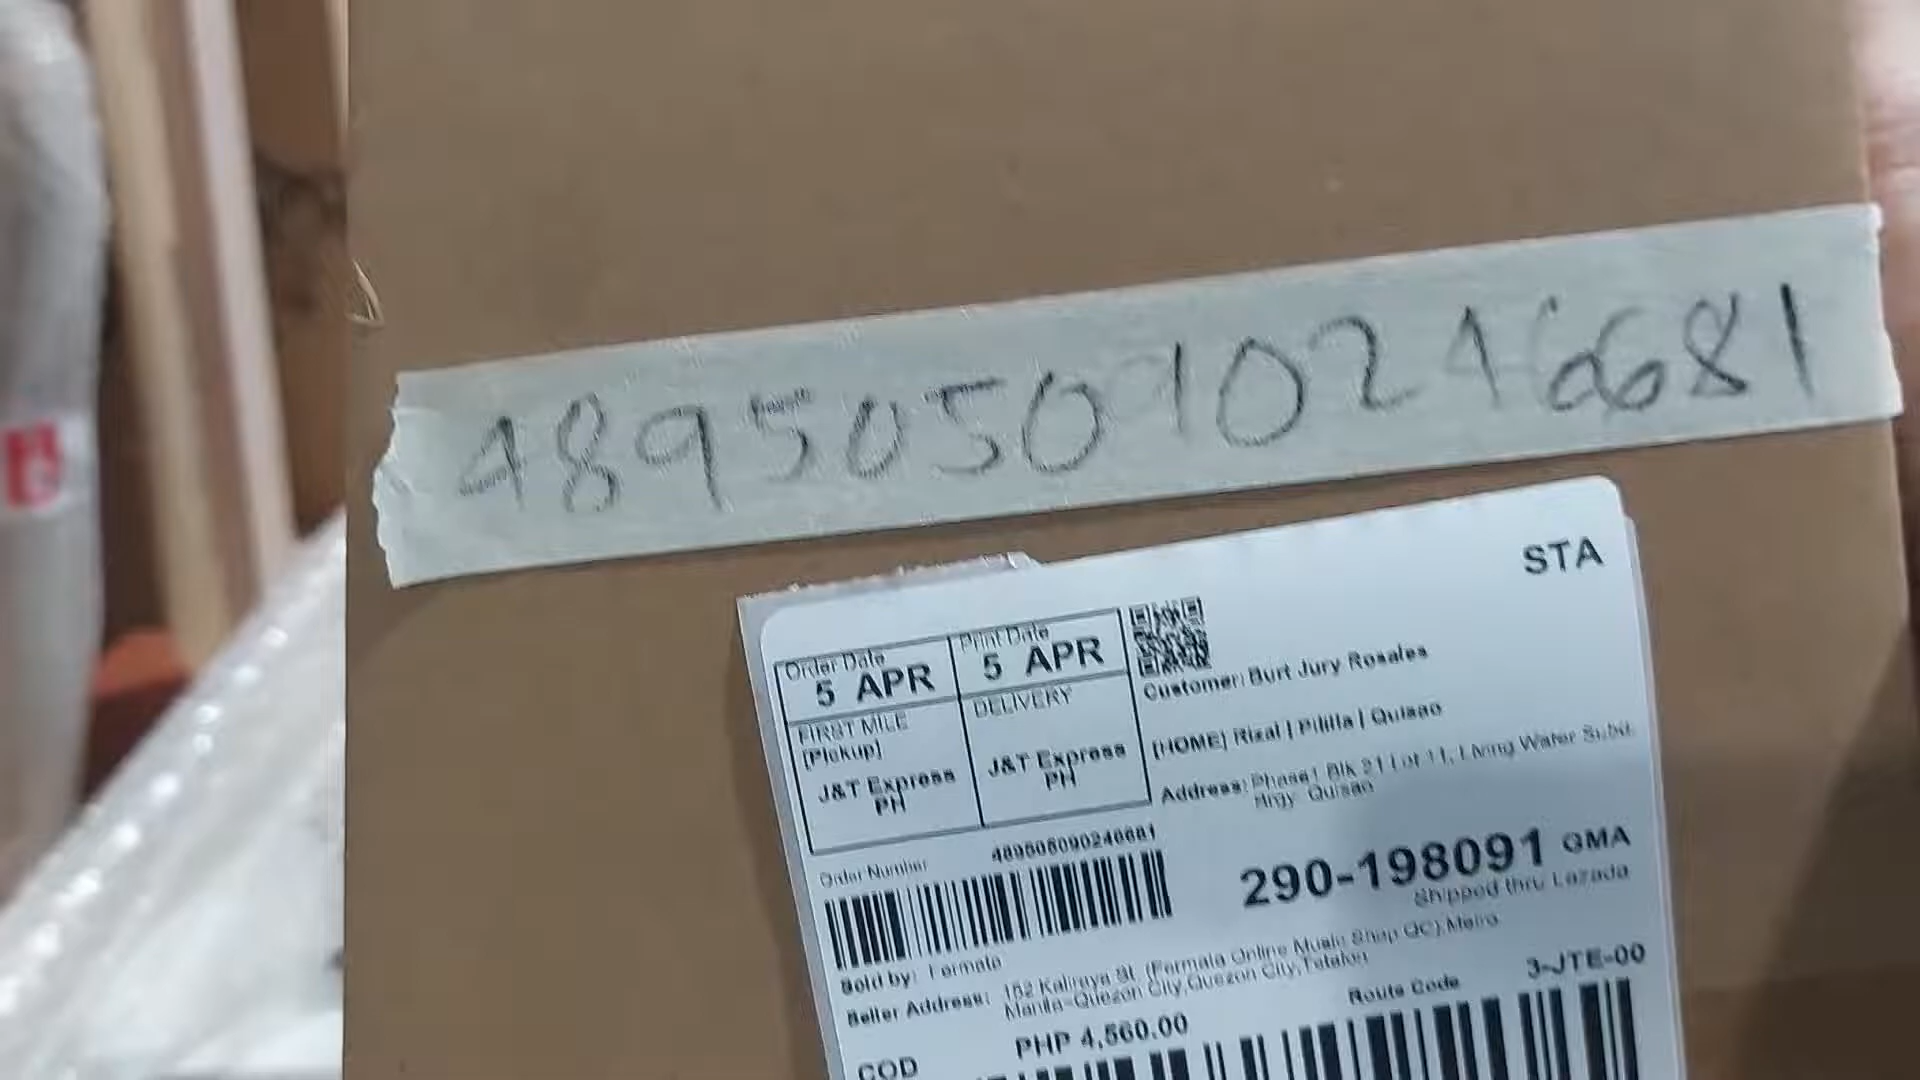 489505090246681
STA
Order Date
5 APR
Print Date
5 APR
FIRST MILE
[Pickup]
J&T Express
PH
DELIVERY
J&T Express
PH
Customer: Burt Jury Rosales
[HOME] Rizal | Pililla | Quisao
Address: Phase1 Blk 21 Lot 11, Living Water Subd.
Brgy. Quisao
Order Number
489505090246681
290-198091 GMA
Shipped thru Lazada
Sold by: Fermata
Seller Address: 152 Kaliraya St. (Fermata Online Music Shop QC),Metro
Manila~Quezon City,Quezon City,Tatalon
Route Code
3-JTE-00
COD
PHP 4,560.00